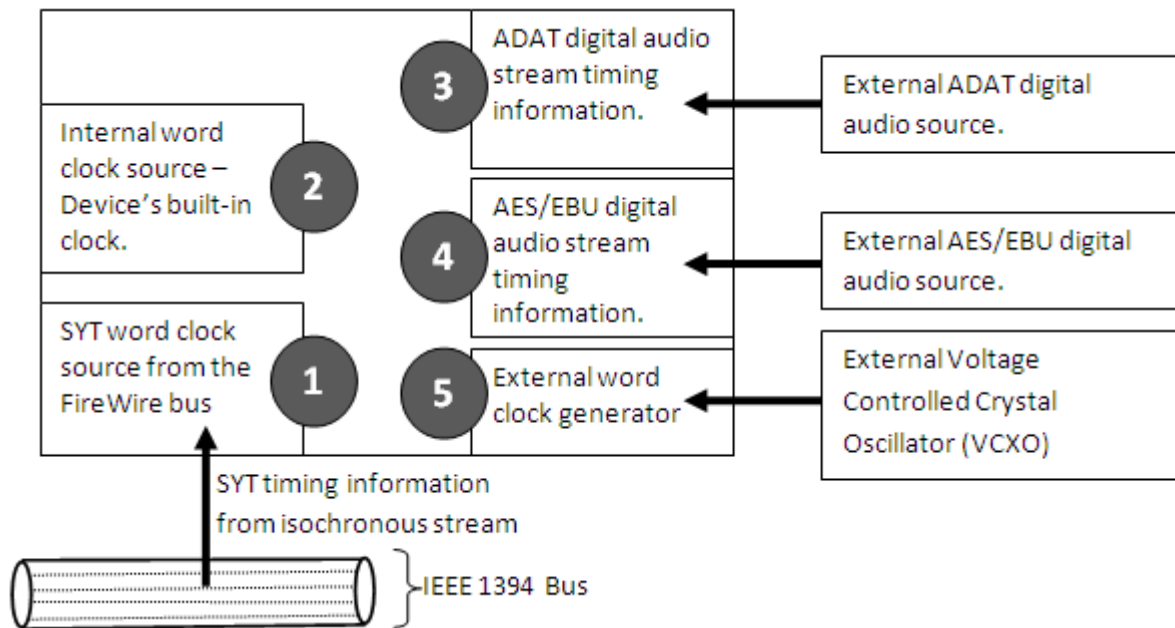 ADAT digital audio
stream timing
information.
3
External ADAT digital
audio source.
Internal word
clock source –
Device's built-in
clock.
2
AES/EBU digital
audio stream
timing
information.
4
External AES/EBU digital
audio source.
SYT word clock
source from the
FireWire bus
1
External word
clock generator
5
External Voltage
Controlled Crystal
Oscillator (VCXO)
SYT timing information
from isochronous stream
IEEE 1394 Bus